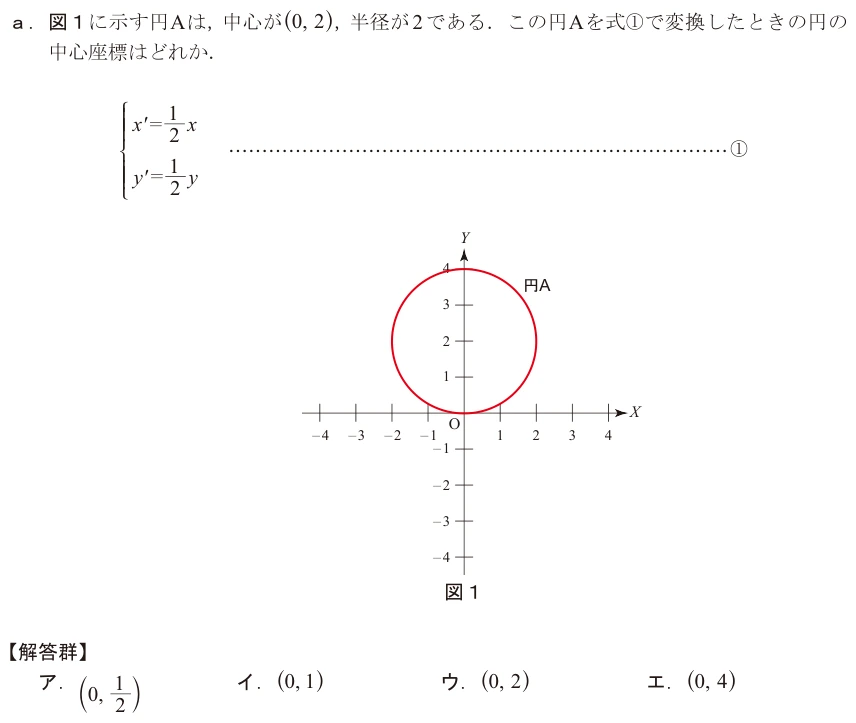 a．図1に示す円Aは，中心が(0, 2)，半径が2である．この円Aを式①で変換したときの円の
中心座標はどれか．
x′=1/2 x
……………………………………………………………①
y′=1/2 y
Y
4
円A
3
2
1
O
X
−4 −3 −2 −1 1 2 3 4
−1
−2
−3
−4
図1
【解答群】
ア．(0, 1/2) イ．(0, 1) ウ．(0, 2) エ．(0, 4)